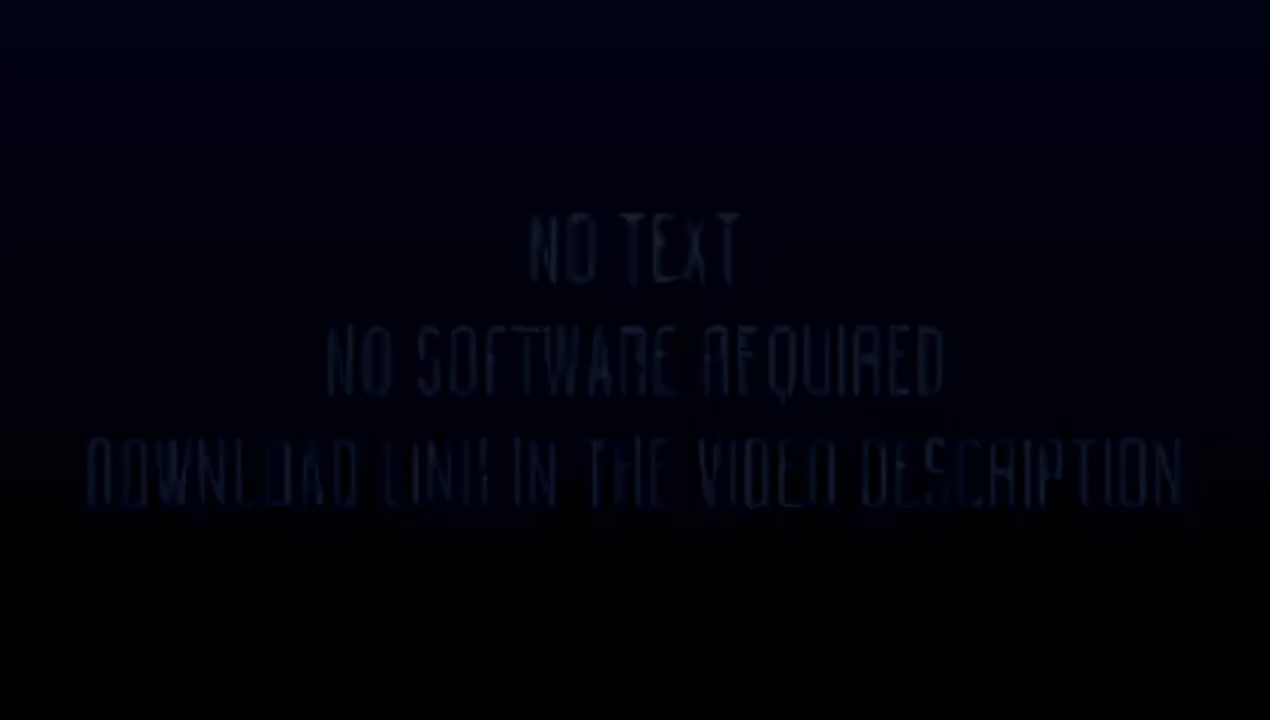 NO TEXT
NO SOFTWARE REQUIRED
DOWNLOAD LINK IN THE VIDEO DESCRIPTION